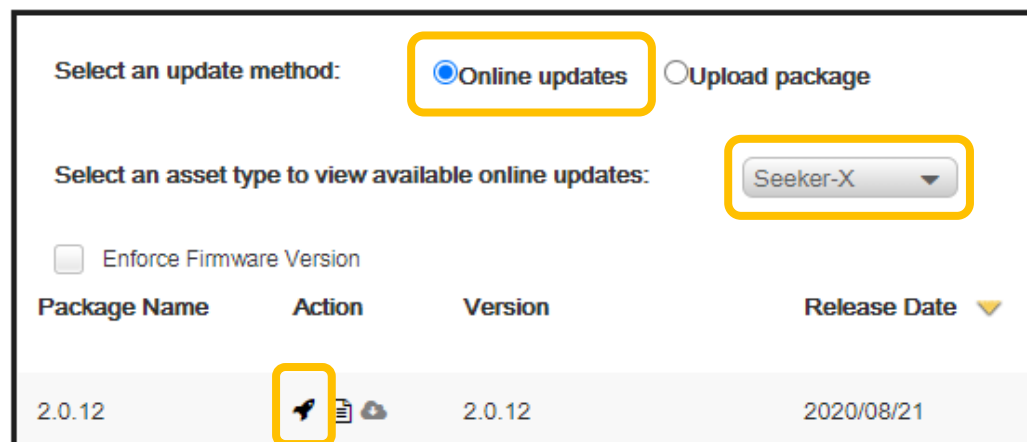 Select an update method: Online updates Upload package
Select an asset type to view available online updates: Seeker-X
Enforce Firmware Version
Package Name Action Version Release Date
2.0.12 2.0.12 2020/08/21